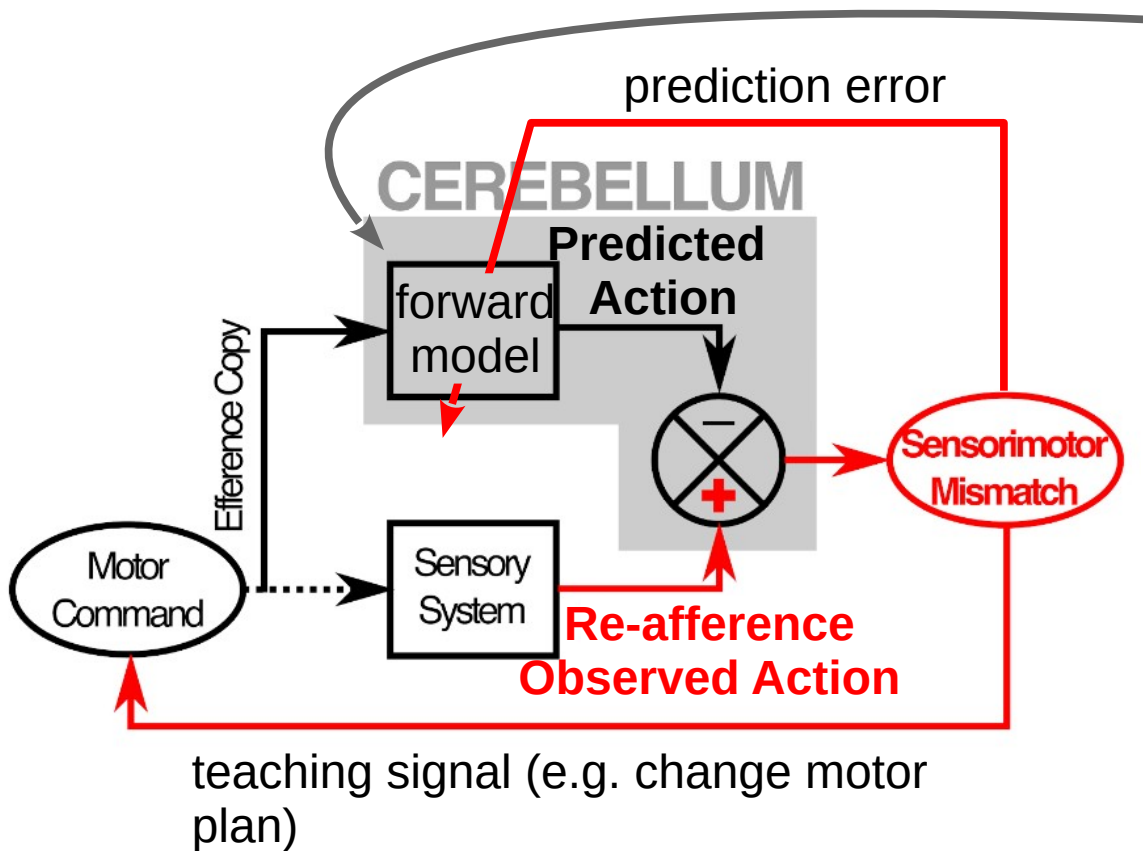 prediction error
CEREBELLUM
Predicted
Action
forward
model
Efference Copy
−
+
Sensorimotor
Mismatch
Motor
Command
Sensory
System
Re-afference
Observed Action
teaching signal (e.g. change motor
plan)